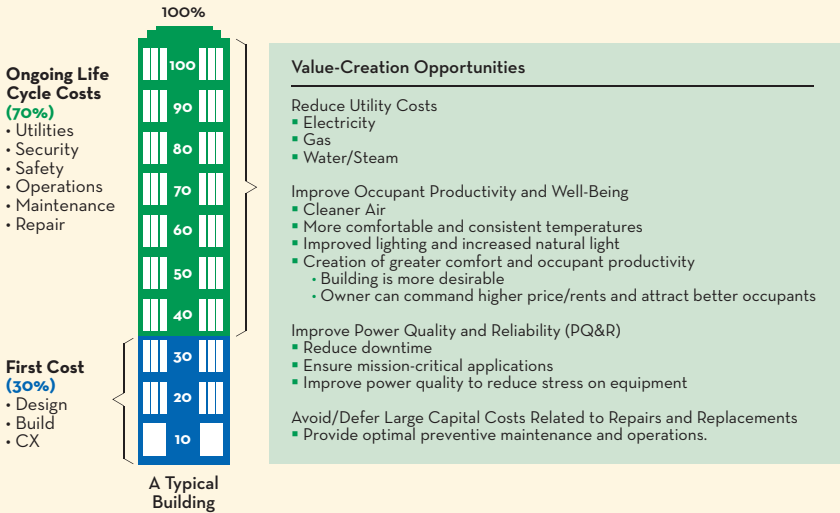 100%
Ongoing Life
Cycle Costs
(70%)
• Utilities
• Security
• Safety
• Operations
• Maintenance
• Repair
First Cost
(30%)
• Design
• Build
• CX
100
90
80
70
60
50
40
30
20
10
A Typical
Building
Value-Creation Opportunities
Reduce Utility Costs
▪ Electricity
▪ Gas
▪ Water/Steam
Improve Occupant Productivity and Well-Being
▪ Cleaner Air
▪ More comfortable and consistent temperatures
▪ Improved lighting and increased natural light
▪ Creation of greater comfort and occupant productivity
• Building is more desirable
• Owner can command higher price/rents and attract better occupants
Improve Power Quality and Reliability (PQ&R)
▪ Reduce downtime
▪ Ensure mission-critical applications
▪ Improve power quality to reduce stress on equipment
Avoid/Defer Large Capital Costs Related to Repairs and Replacements
▪ Provide optimal preventive maintenance and operations.